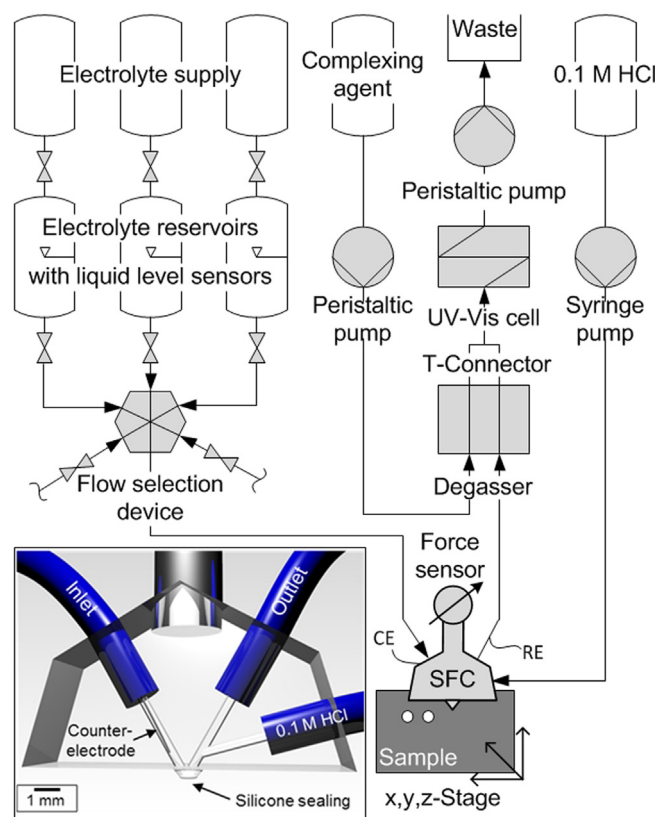 Electrolyte supply
Complexing
agent
Waste
0.1 M HCl
Peristaltic pump
Electrolyte reservoirs
with liquid level sensors
Peristaltic
pump
UV-Vis cell
Syringe
pump
T-Connector
Degasser
Flow selection
device
Force
sensor
CE
RE
SFC
Sample
x,y,z-Stage
Inlet
Outlet
0.1 M HCl
Counter-
electrode
1 mm
Silicone sealing